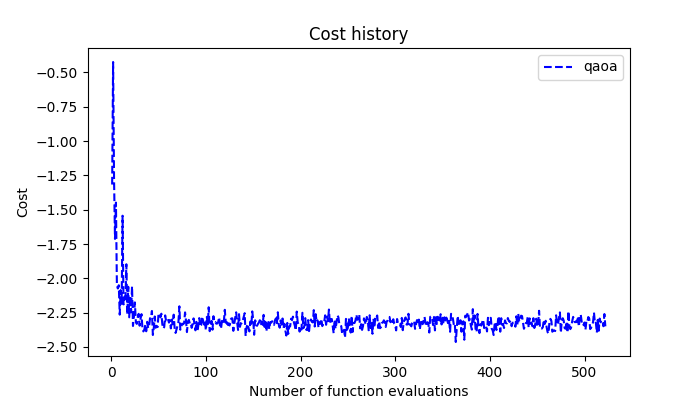 Cost history
qaoa
Cost
−0.50
−0.75
−1.00
−1.25
−1.50
−1.75
−2.00
−2.25
−2.50
0 100 200 300 400 500
Number of function evaluations